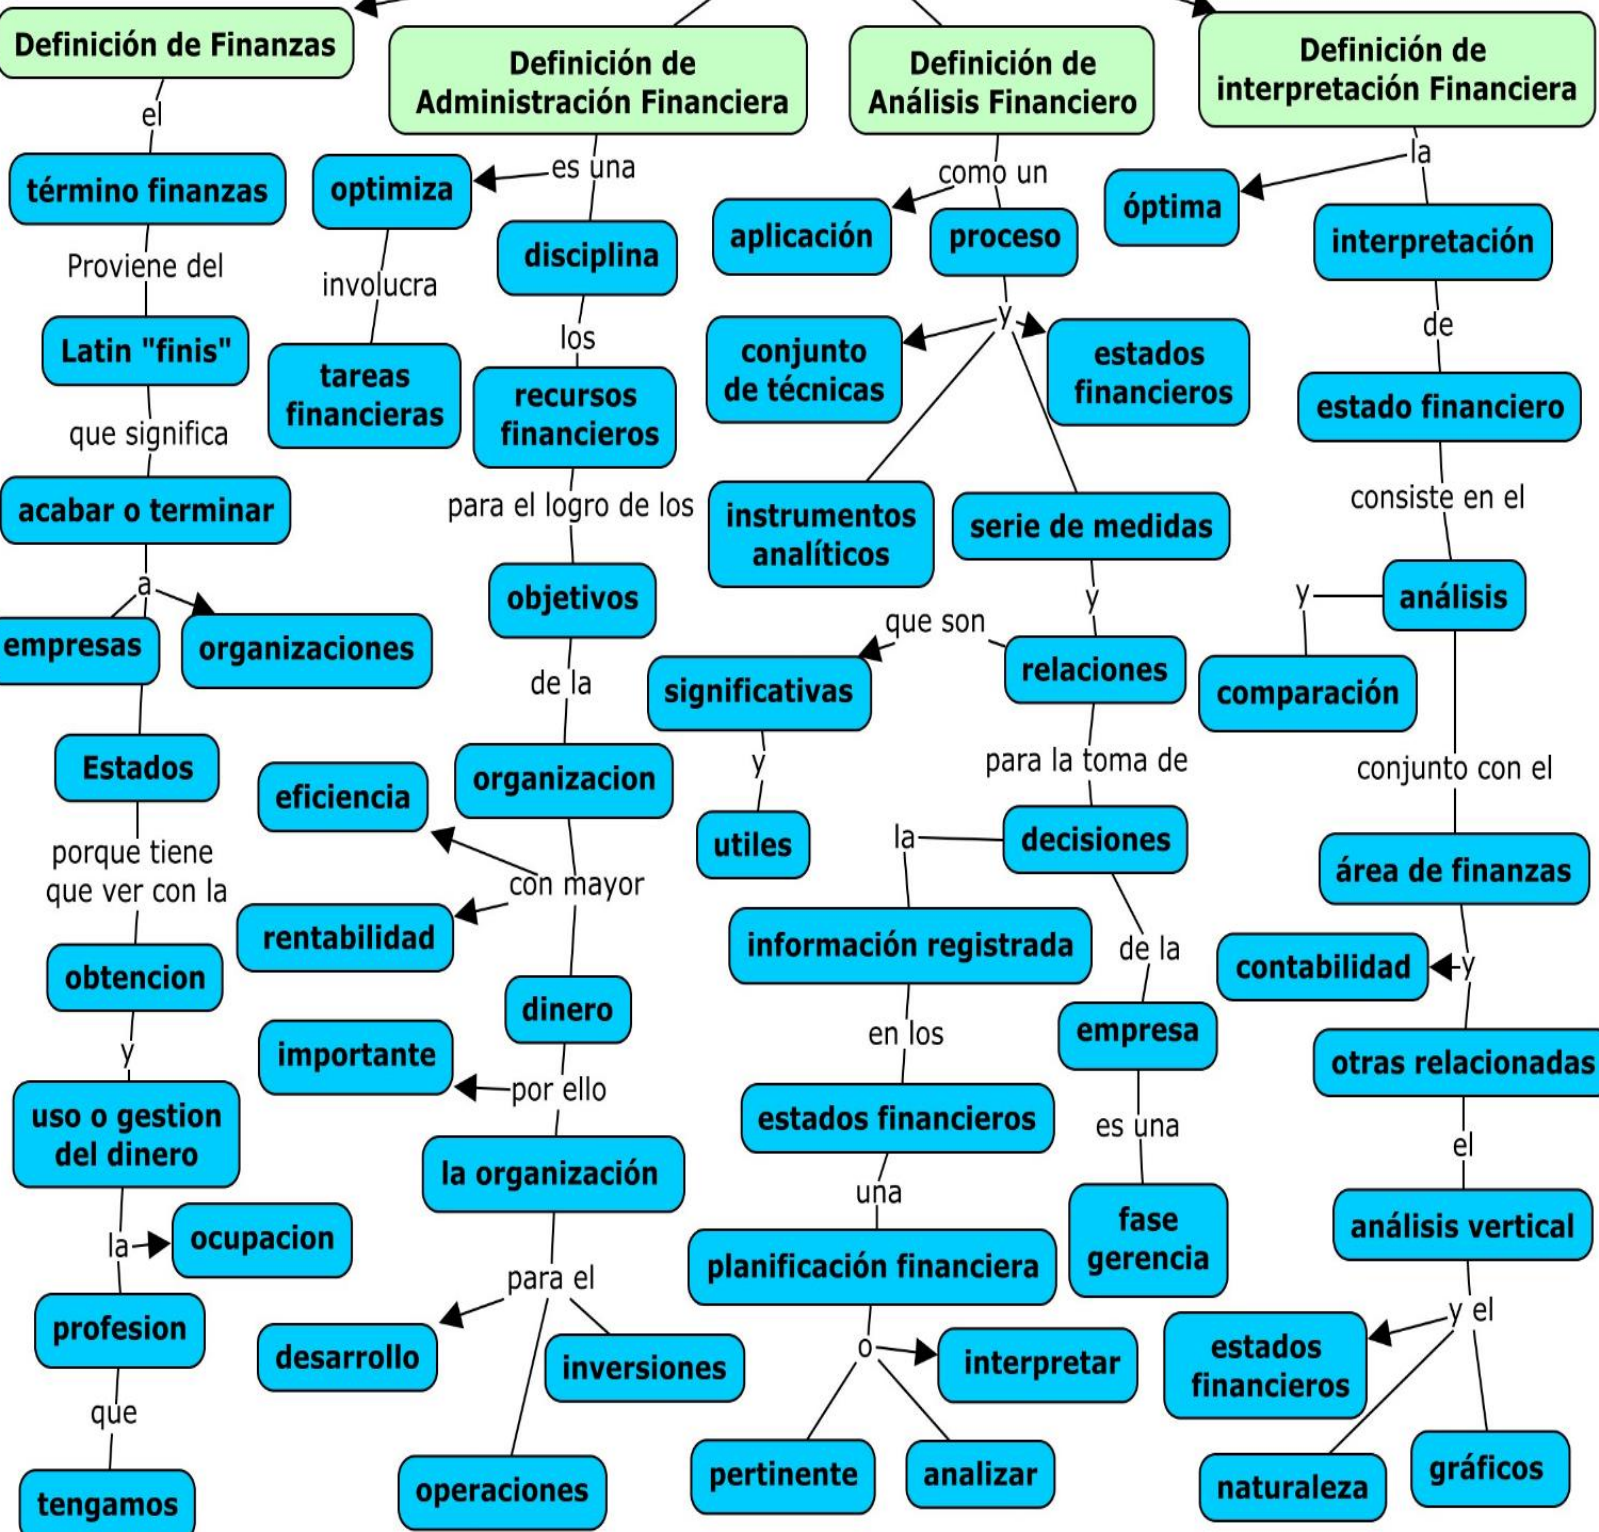 Definición de Finanzas
el
término finanzas
Proviene del
Latin "finis"
que significa
acabar o terminar
a
empresas
organizaciones
Estados
porque tiene
que ver con la
obtencion
y
uso o gestion
del dinero
la
ocupacion
profesion
que
tengamos
Definición de
Administración Financiera
es una
optimiza
involucra
tareas
financieras
disciplina
los
recursos
financieros
para el logro de los
objetivos
de la
organizacion
con mayor
eficiencia
rentabilidad
dinero
por ello
importante
la organización
para el
desarrollo
inversiones
operaciones
Definición de
Análisis Financiero
como un
aplicación
proceso
y
conjunto
de técnicas
estados
financieros
instrumentos
analíticos
serie de medidas
y
relaciones
que son
significativas
y
utiles
para la toma de
decisiones
la
información registrada
en los
estados financieros
una
planificación financiera
o
interpretar
pertinente
analizar
de la
empresa
es una
fase
gerencia
Definición de
interpretación Financiera
la
óptima
interpretación
de
estado financiero
consiste en el
análisis
y
comparación
conjunto con el
área de finanzas
y
contabilidad
otras relacionadas
el
análisis vertical
y el
estados
financieros
naturaleza
gráficos